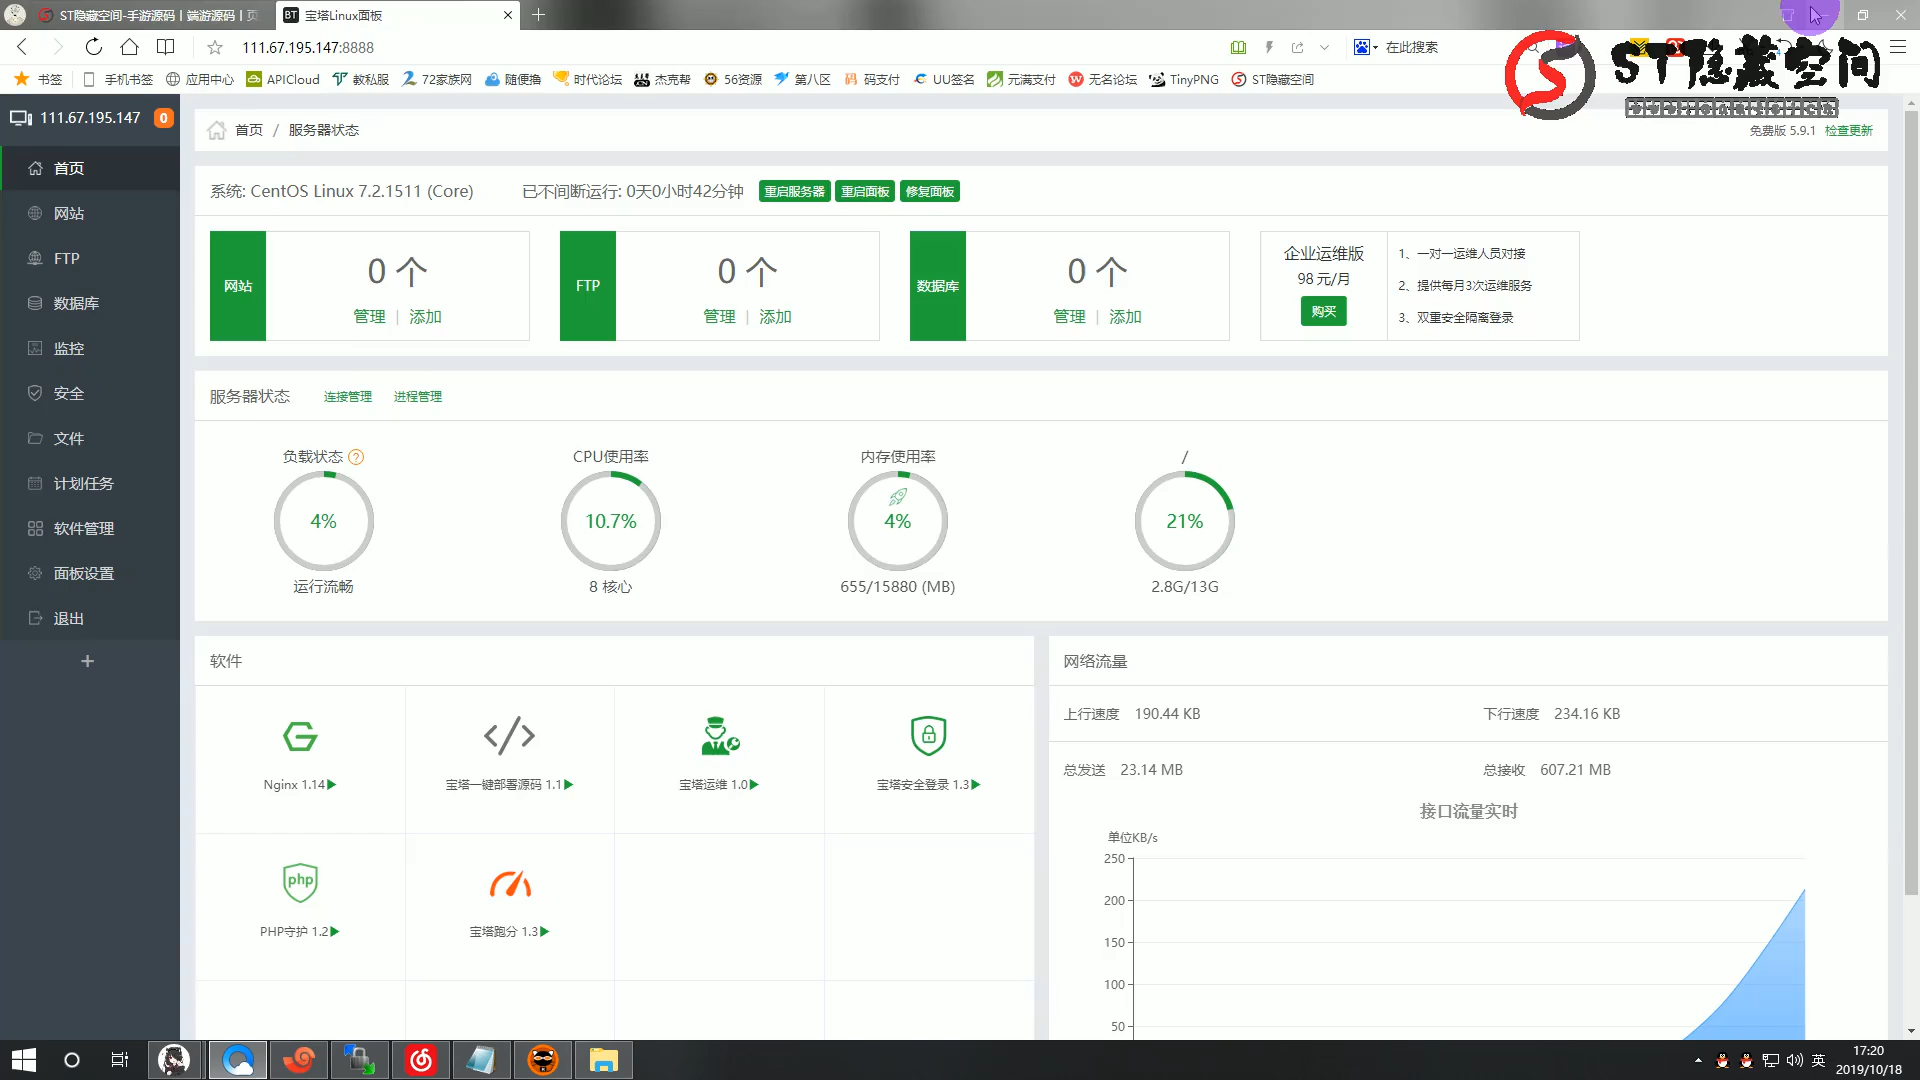 ST隐藏空间-手游源码丨端游源码丨页
BT 宝塔Linux面板
111.67.195.147:8888
在此搜索
书签 手机书签 应用中心 APICloud 教私服 72家族网 随便撸 时代论坛 杰克帮 56资源 第八区 码支付 UU签名 元满支付 无名论坛 TinyPNG ST隐藏空间
ST隐藏空间
111.67.195.147 0
首页 / 服务器状态
免费版 5.9.1 检查更新
首页
网站
FTP
数据库
监控
安全
文件
计划任务
软件管理
面板设置
退出
系统: CentOS Linux 7.2.1511 (Core) 已不间断运行: 0天0小时42分钟 重启服务器 重启面板 修复面板
网站
0 个
管理 | 添加
FTP
0 个
管理 | 添加
数据库
0 个
管理 | 添加
企业运维版
98 元/月
购买
1、一对一运维人员对接
2、提供每月3次运维服务
3、双重安全隔离登录
服务器状态 连接管理 进程管理
负载状态 CPU使用率 内存使用率 /
4% 10.7% 4% 21%
运行流畅 8 核心 655/15880 (MB) 2.8G/13G
软件
Nginx 1.14 宝塔一键部署源码 1.1 宝塔运维 1.0 宝塔安全登录 1.3
php
PHP守护 1.2 宝塔跑分 1.3
网络流量
上行速度 190.44 KB 下行速度 234.16 KB
总发送 23.14 MB 总接收 607.21 MB
接口流量实时
单位KB/s
250
200
150
100
50
英
17:20
2019/10/18